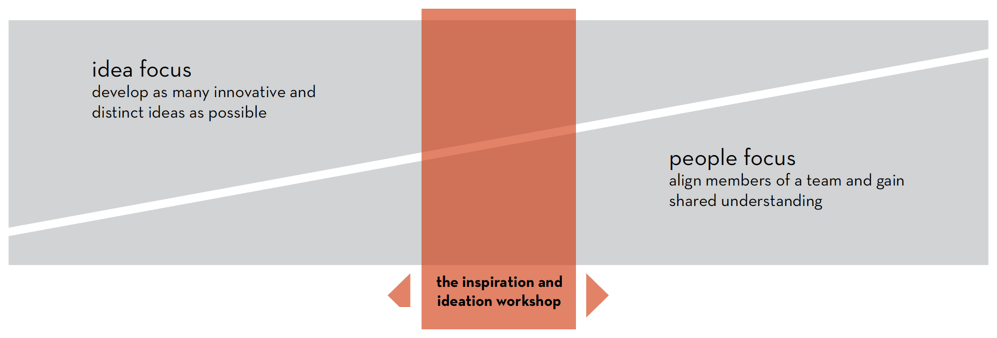 idea focus
develop as many innovative and
distinct ideas as possible
people focus
align members of a team and gain
shared understanding
the inspiration and
ideation workshop